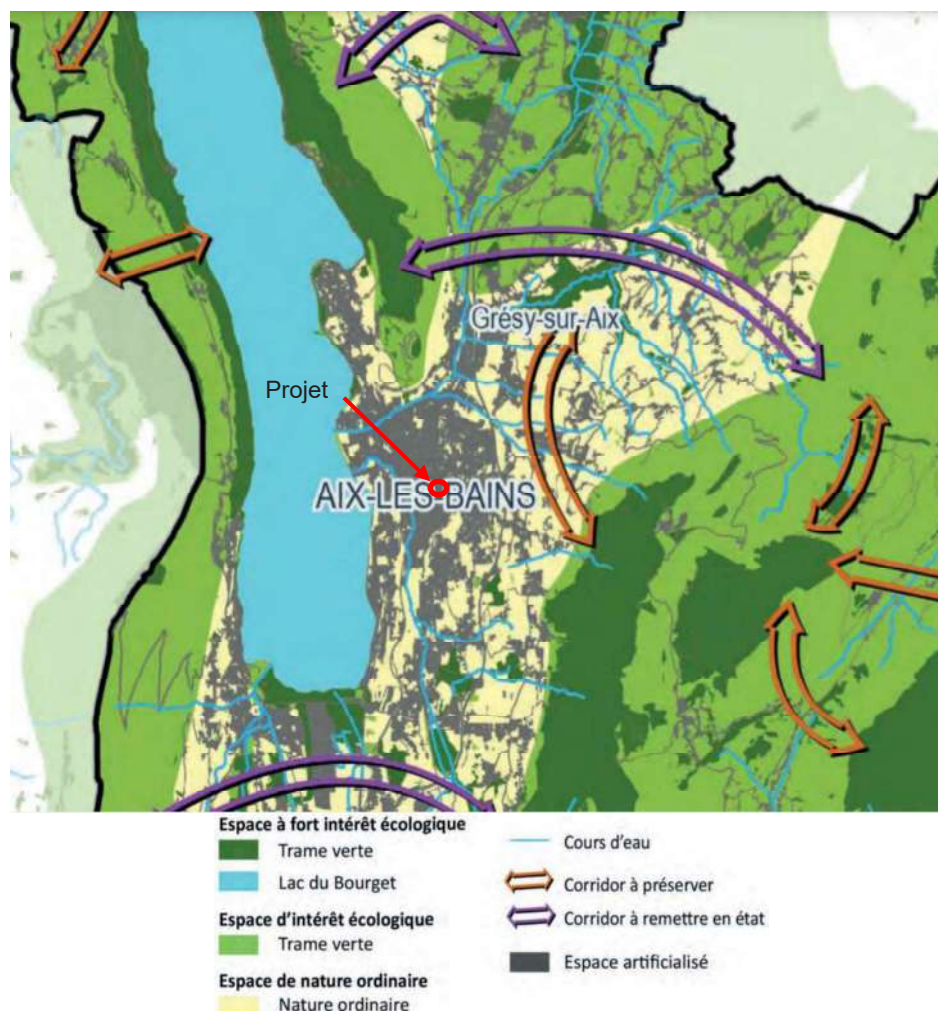 Grésy-sur-Aix
Projet
AIX-LES-BAINS
Espace à fort intérêt écologique
Trame verte
Lac du Bourget
Espace d'intérêt écologique
Trame verte
Espace de nature ordinaire
Nature ordinaire
Cours d'eau
Corridor à préserver
Corridor à remettre en état
Espace artificialisé